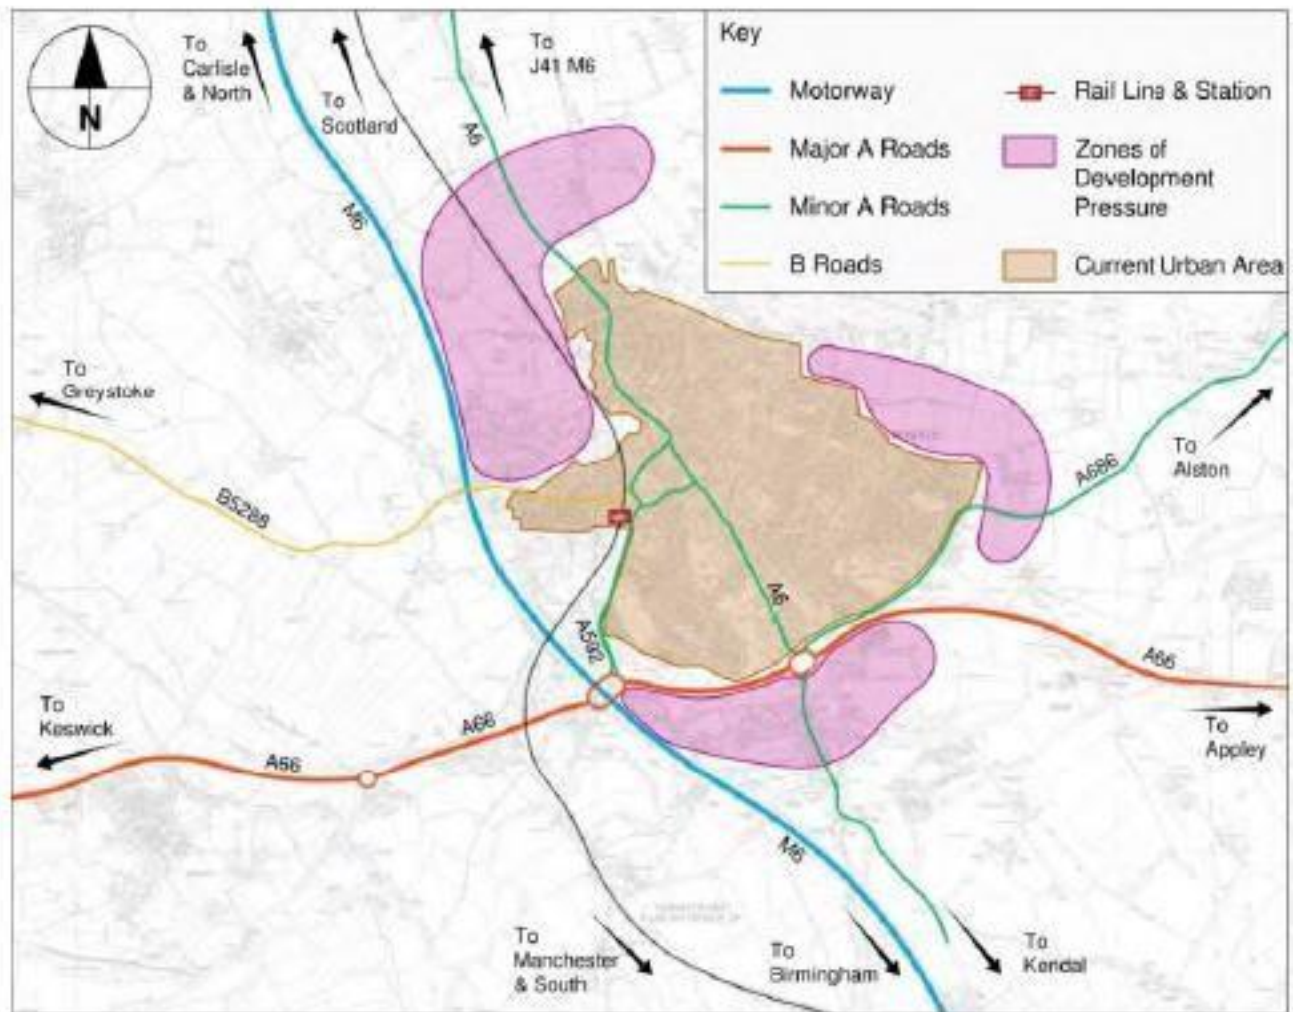 N
To
Carlisle
& North
To
Scotland
To
J41 M6
Key
Motorway
Major A Roads
Minor A Roads
B Roads
Rail Line & Station
Zones of
Development
Pressure
Current Urban Area
A6
M6
To
Greystoke
B5288
To
Alston
A686
A6
A592
A66
To
Appley
To
Keswick
A66
A66
M6
To
Manchester
& South
To
Birmingham
To
Kendal